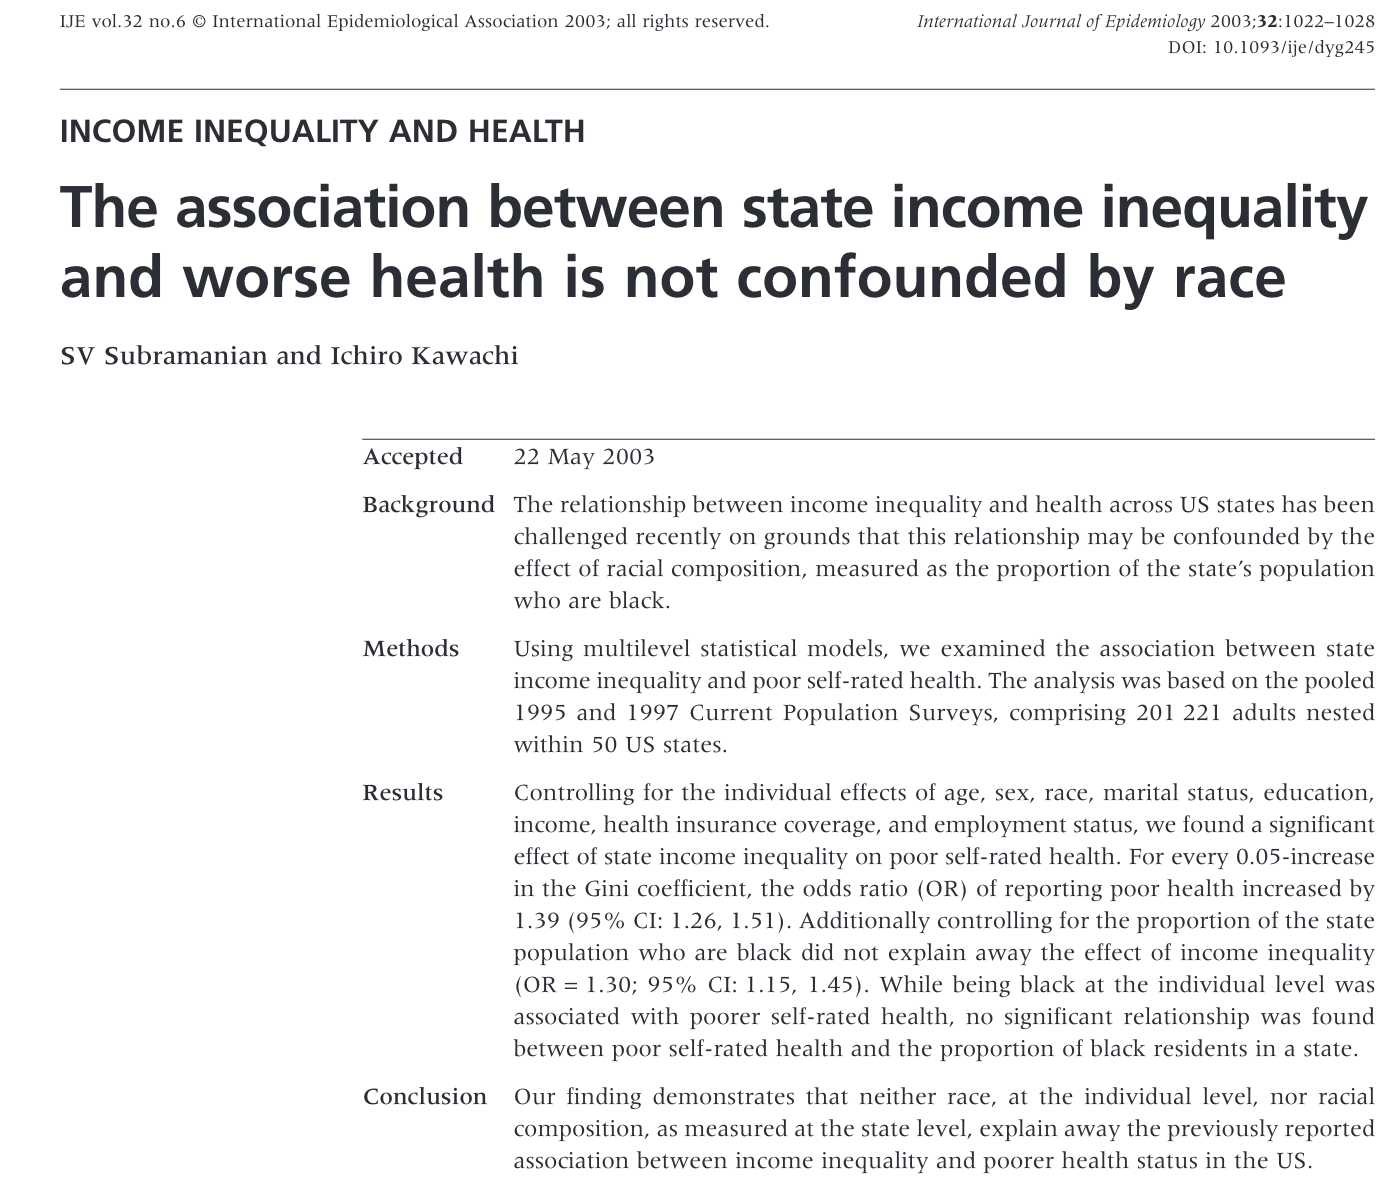 IJE vol.32 no.6 © International Epidemiological Association 2003; all rights reserved.
International Journal of Epidemiology 2003;32:1022–1028
DOI: 10.1093/ije/dyg245
INCOME INEQUALITY AND HEALTH
The association between state income inequality
and worse health is not confounded by race
SV Subramanian and Ichiro Kawachi
Accepted 22 May 2003
Background The relationship between income inequality and health across US states has been
challenged recently on grounds that this relationship may be confounded by the
effect of racial composition, measured as the proportion of the state’s population
who are black.
Methods Using multilevel statistical models, we examined the association between state
income inequality and poor self-rated health. The analysis was based on the pooled
1995 and 1997 Current Population Surveys, comprising 201 221 adults nested
within 50 US states.
Results Controlling for the individual effects of age, sex, race, marital status, education,
income, health insurance coverage, and employment status, we found a significant
effect of state income inequality on poor self-rated health. For every 0.05-increase
in the Gini coefficient, the odds ratio (OR) of reporting poor health increased by
1.39 (95% CI: 1.26, 1.51). Additionally controlling for the proportion of the state
population who are black did not explain away the effect of income inequality
(OR = 1.30; 95% CI: 1.15, 1.45). While being black at the individual level was
associated with poorer self-rated health, no significant relationship was found
between poor self-rated health and the proportion of black residents in a state.
Conclusion Our finding demonstrates that neither race, at the individual level, nor racial
composition, as measured at the state level, explain away the previously reported
association between income inequality and poorer health status in the US.